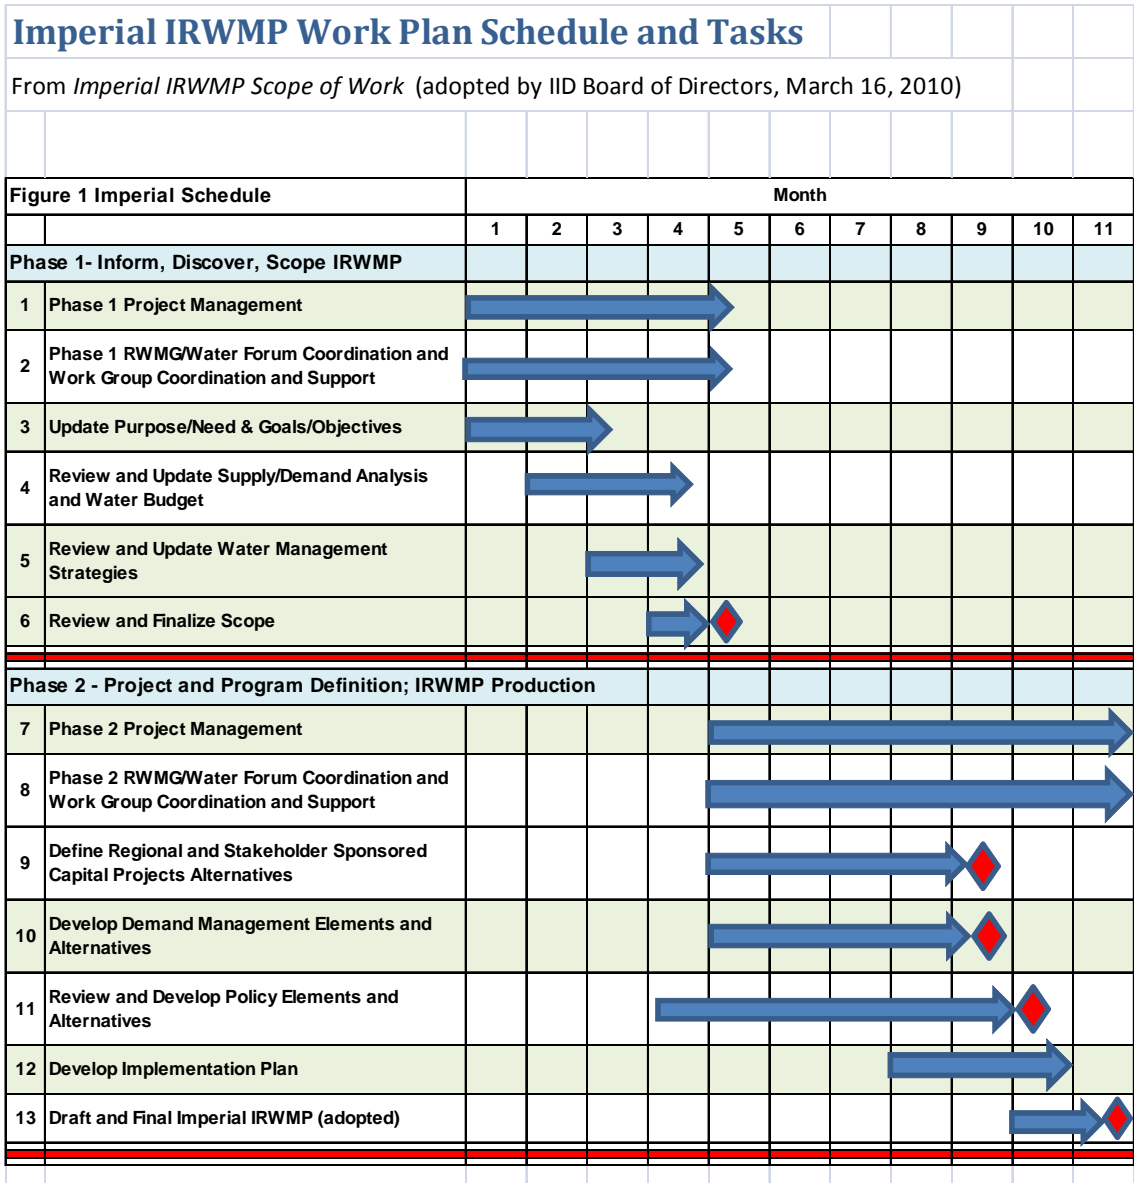 Imperial IRWMP Work Plan Schedule and Tasks
From Imperial IRWMP Scope of Work (adopted by IID Board of Directors, March 16, 2010)
Figure 1 Imperial Schedule
Month
1 2 3 4 5 6 7 8 9 10 11
Phase 1- Inform, Discover, Scope IRWMP
1 Phase 1 Project Management
2 Phase 1 RWMG/Water Forum Coordination and
Work Group Coordination and Support
3 Update Purpose/Need & Goals/Objectives
4 Review and Update Supply/Demand Analysis
and Water Budget
5 Review and Update Water Management
Strategies
6 Review and Finalize Scope
Phase 2 - Project and Program Definition; IRWMP Production
7 Phase 2 Project Management
8 Phase 2 RWMG/Water Forum Coordination and
Work Group Coordination and Support
9 Define Regional and Stakeholder Sponsored
Capital Projects Alternatives
10 Develop Demand Management Elements and
Alternatives
11 Review and Develop Policy Elements and
Alternatives
12 Develop Implementation Plan
13 Draft and Final Imperial IRWMP (adopted)